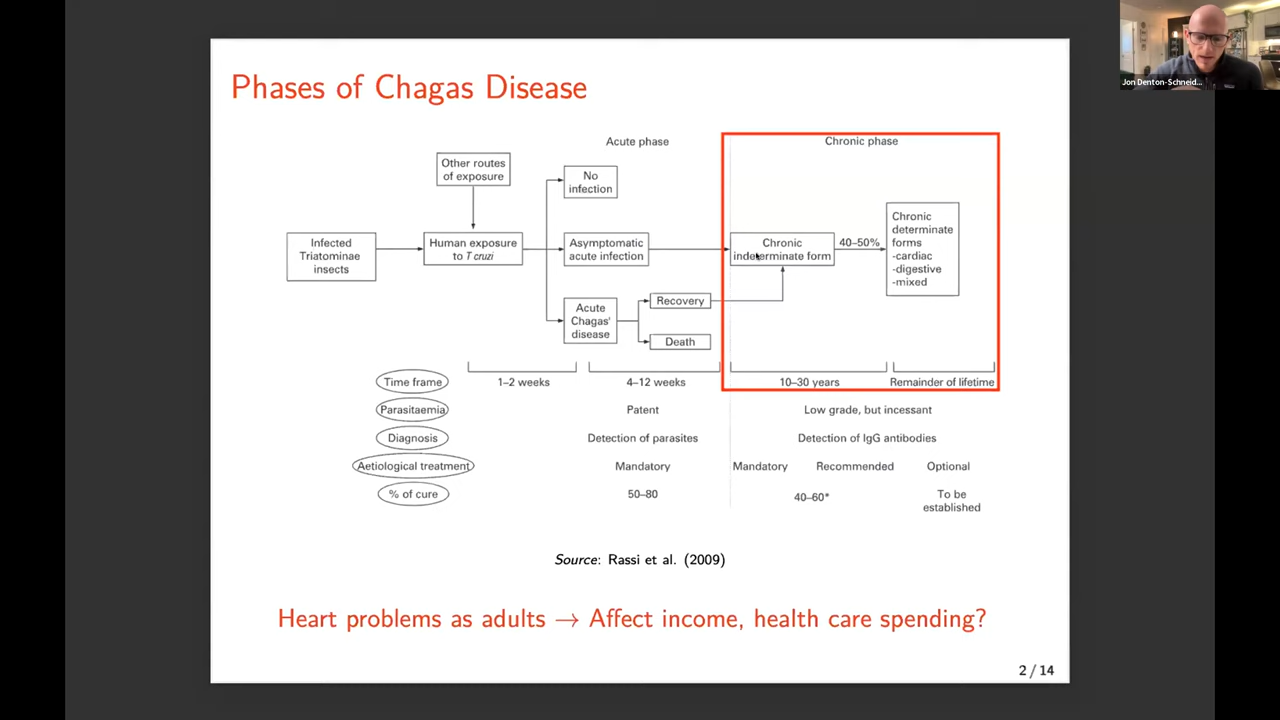 Jon Denton-Schneid...
Phases of Chagas Disease
Acute phase
Chronic phase
Other routes
of exposure
No
infection
Infected
Triatominae
insects
Human exposure
to T cruzi
Asymptomatic
acute infection
Chronic
indeterminate form
40–50%
Chronic
determinate
forms
-cardiac
-digestive
-mixed
Acute
Chagas'
disease
Recovery
Death
Time frame
1–2 weeks
4–12 weeks
10–30 years
Remainder of lifetime
Parasitaemia
Patent
Low grade, but incessant
Diagnosis
Detection of parasites
Detection of IgG antibodies
Aetiological treatment
Mandatory
Mandatory
Recommended
Optional
% of cure
50–80
40–60*
To be
established
Source: Rassi et al. (2009)
Heart problems as adults → Affect income, health care spending?
2 / 14